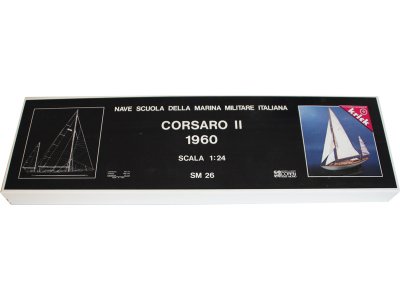 NAVE SCUOLA DELLA MARINA MILITARE ITALIANA
CORSARO II
1960
SCALA 1:24
SM 26
krick